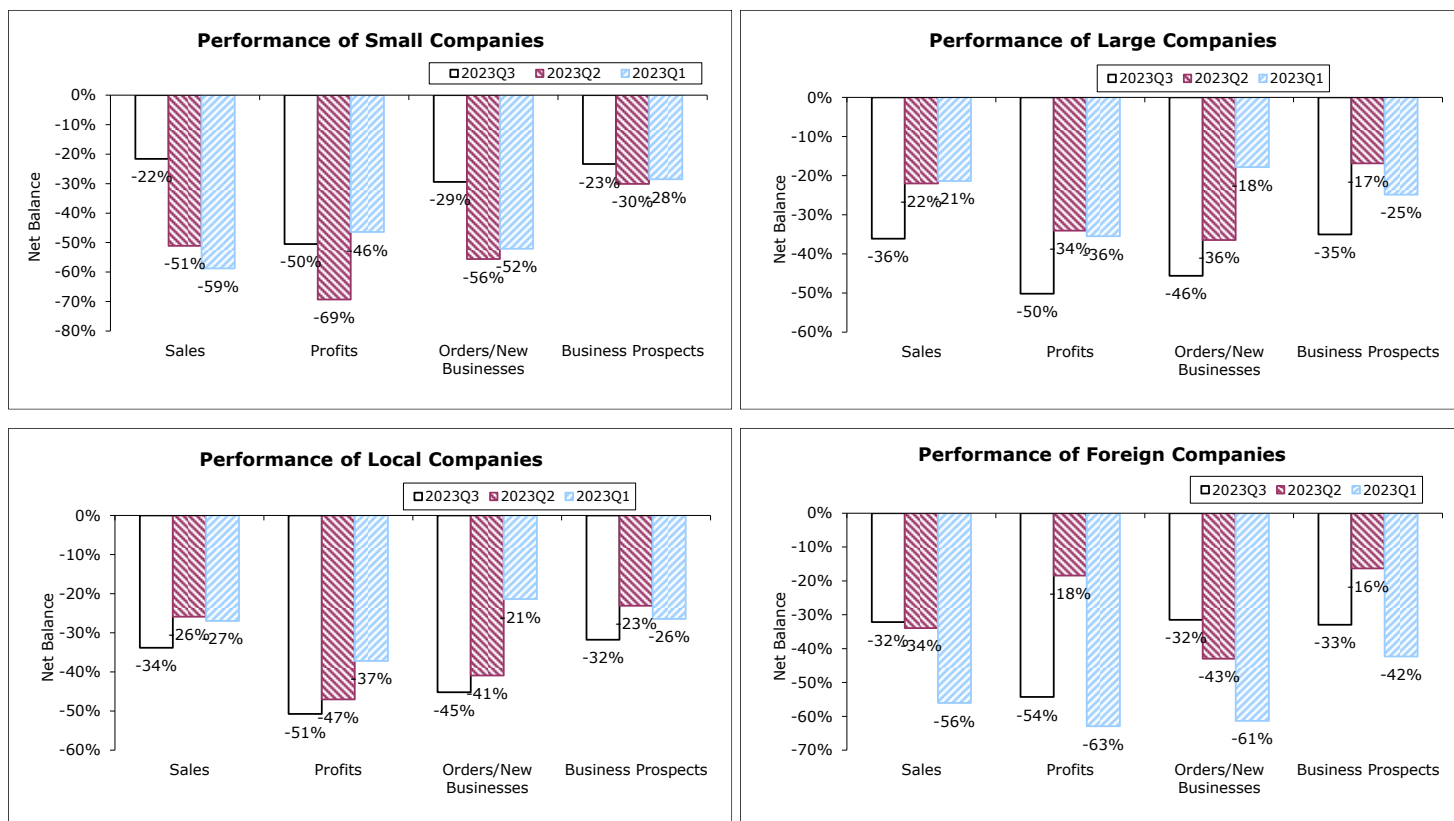 Performance of Small Companies
2023Q3 2023Q2 2023Q1
Net Balance
0%
-10%
-20%
-30%
-40%
-50%
-60%
-70%
-80%
-22%
-51%
-59%
-50%
-69%
-46%
-29%
-56%
-52%
-23%
-30%
-28%
Sales
Profits
Orders/New
Businesses
Business Prospects
Performance of Large Companies
2023Q3 2023Q2 2023Q1
Net Balance
0%
-10%
-20%
-30%
-40%
-50%
-60%
-36%
-22%
-21%
-50%
-34%
-36%
-46%
-36%
-18%
-35%
-17%
-25%
Sales
Profits
Orders/New
Businesses
Business Prospects
Performance of Local Companies
2023Q3 2023Q2 2023Q1
Net Balance
0%
-10%
-20%
-30%
-40%
-50%
-60%
-34%
-26%
-27%
-51%
-47%
-37%
-45%
-41%
-21%
-32%
-23%
-26%
Sales
Profits
Orders/New
Businesses
Business Prospects
Performance of Foreign Companies
2023Q3 2023Q2 2023Q1
Net Balance
0%
-10%
-20%
-30%
-40%
-50%
-60%
-70%
-32%
-34%
-56%
-54%
-18%
-63%
-32%
-43%
-61%
-33%
-16%
-42%
Sales
Profits
Orders/New
Businesses
Business Prospects